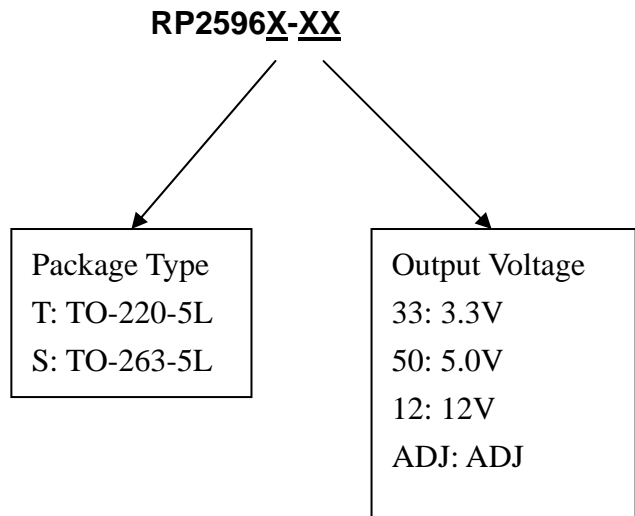 RP2596X-XX
Package Type
T: TO-220-5L
S: TO-263-5L
Output Voltage
33: 3.3V
50: 5.0V
12: 12V
ADJ: ADJ